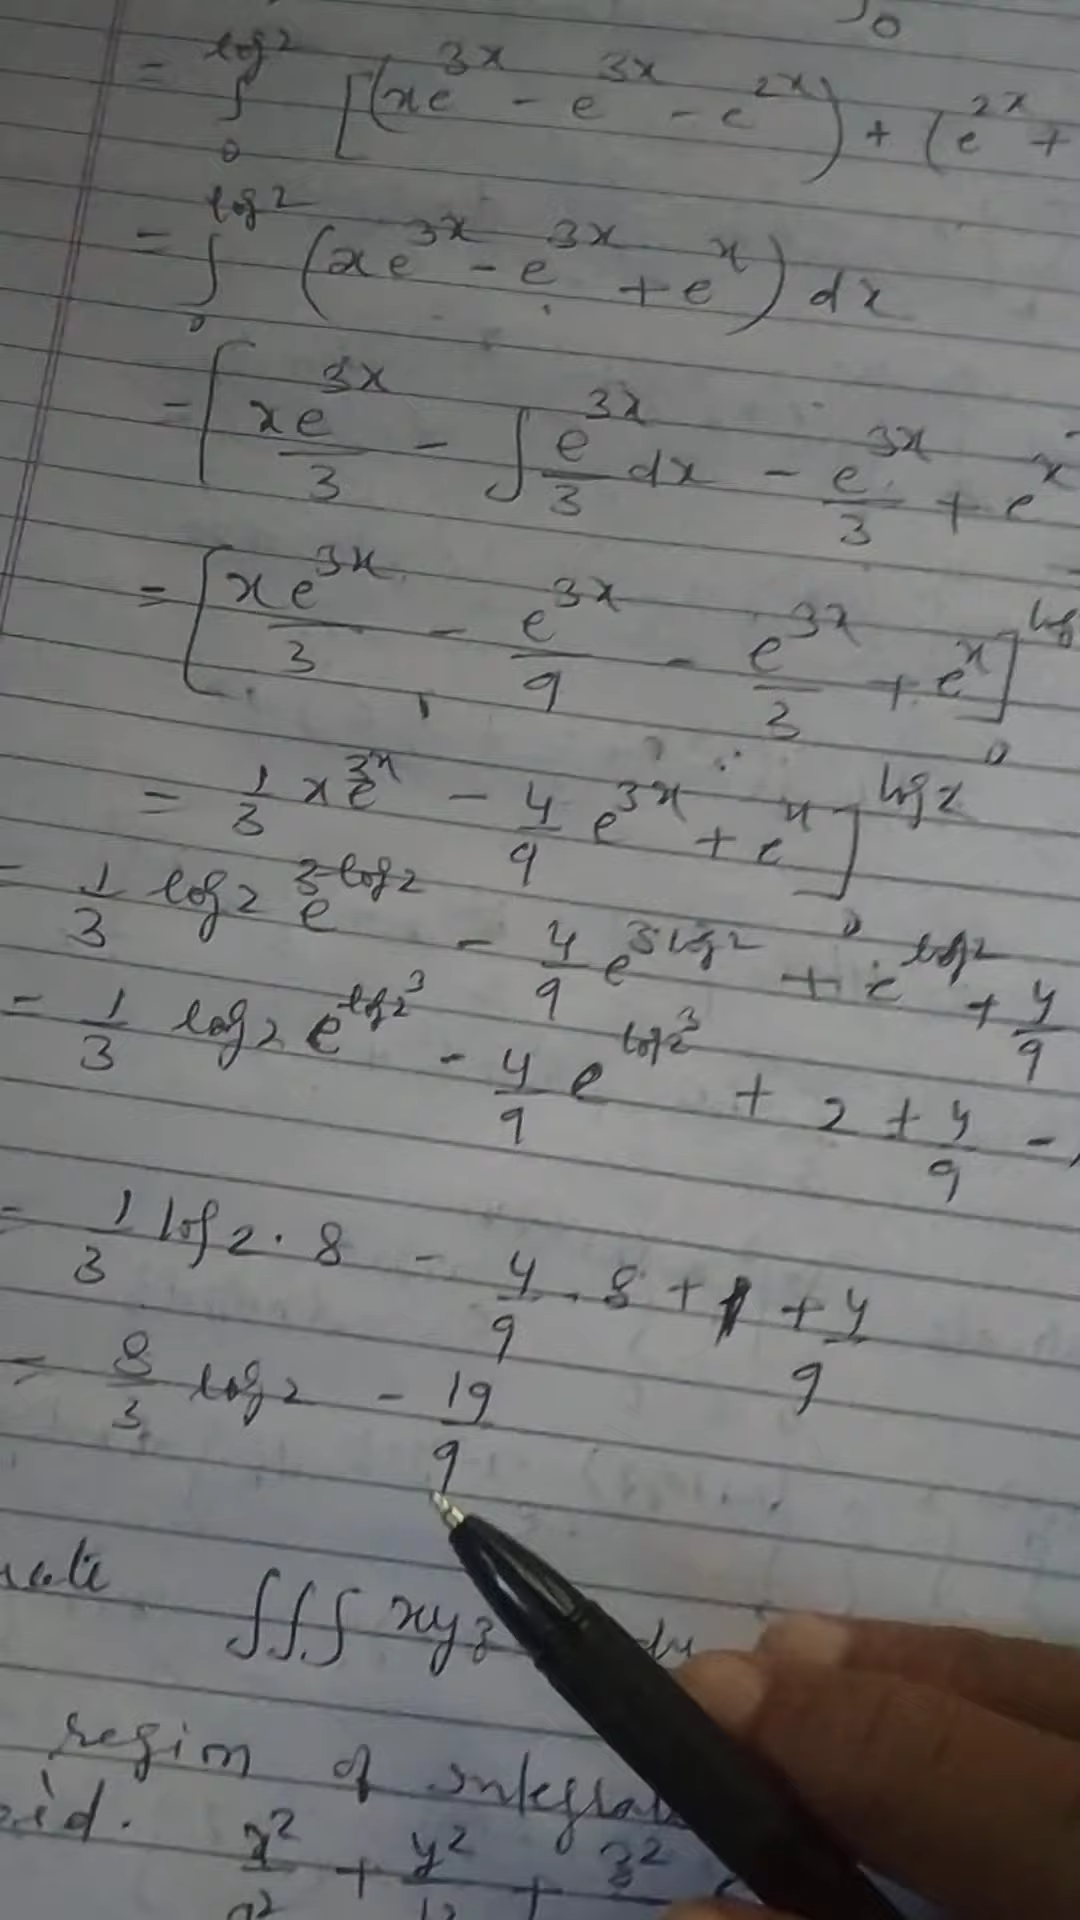 ∫₀
= ∫₀^log2 [(xe^3x - e^3x - e^2x) + (e^2x +
= ∫₀^log2 (xe^3x - e^3x + e^x) dx
= [xe^3x/3 - ∫ e^3x/3 dx - e^3x/3 + e^x
= [xe^3x/3 - e^3x/9 - e^3x/3 + e^x]₀^log
= 1/3 xe^3x - 4/9 e^3x + e^x]₀^log2
= 1/3 log2 e^3log2 - 4/9 e^3log2 + e^log2 + 4/9
= 1/3 log2 e^log2³ - 4/9 e^log2³ + 2 + 4/9 -
= 1/3 log2 . 8 - 4/9 . 8 + 1 + 4/9
= 8/3 log2 - 19/9
∫∫∫ xyz
region of
x²/a² + y² + z²